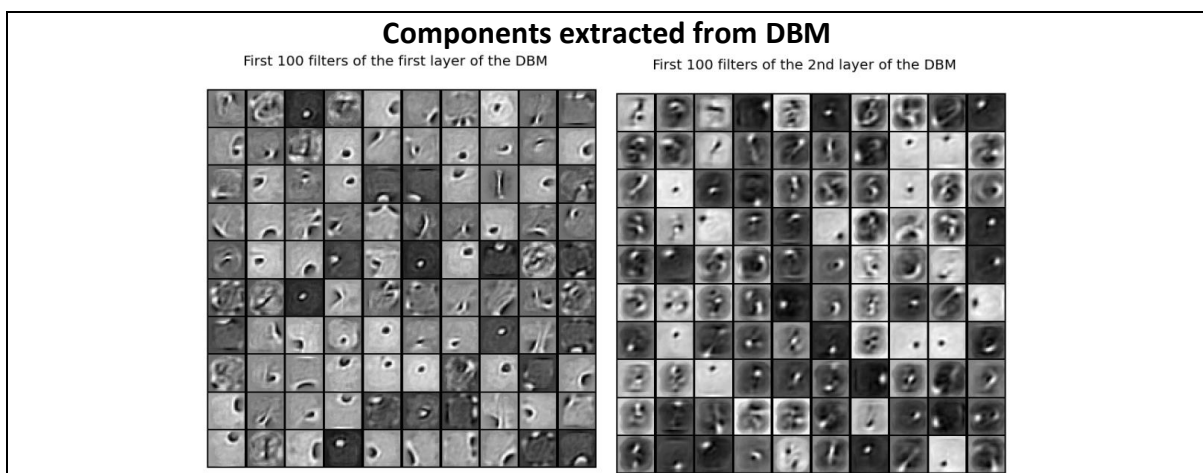 Components extracted from DBM
First 100 filters of the first layer of the DBM
First 100 filters of the 2nd layer of the DBM